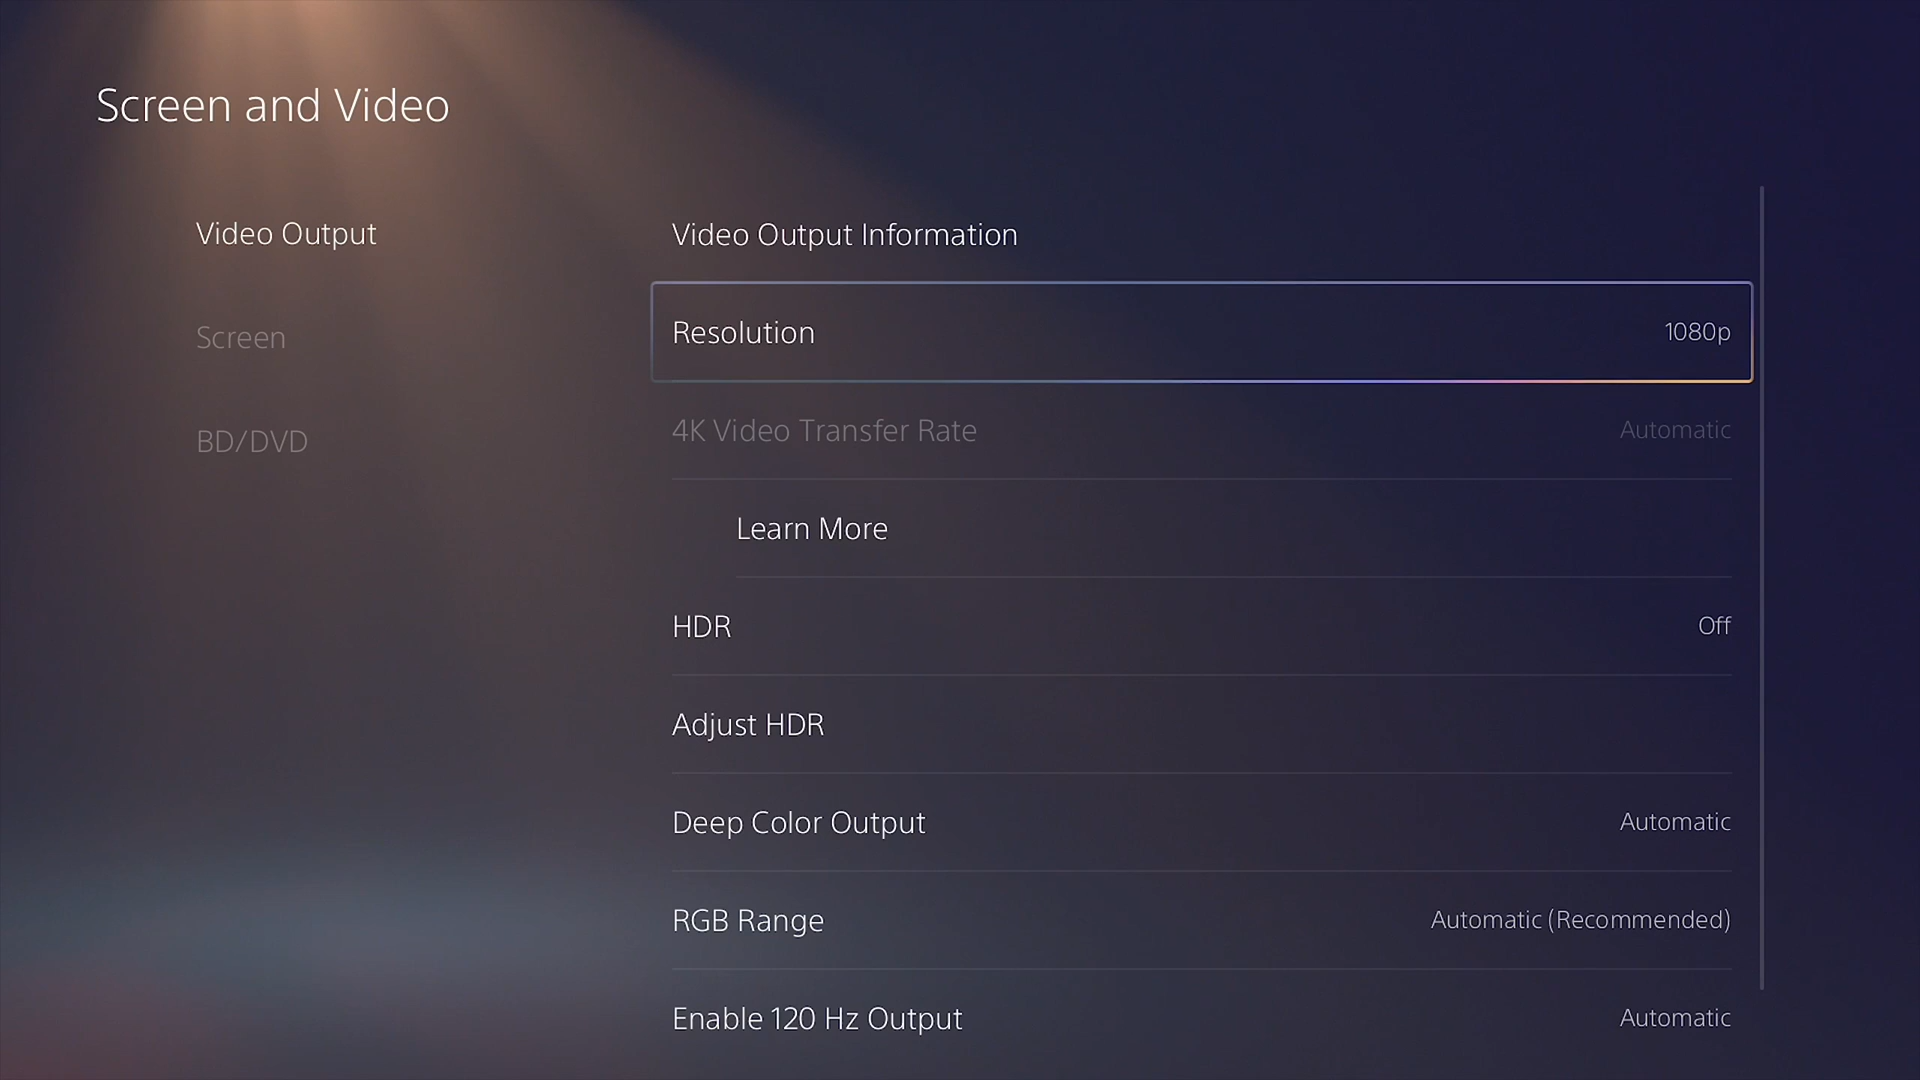 Screen and Video
Video Output
Screen
BD/DVD
Video Output Information
Resolution 1080p
4K Video Transfer Rate Automatic
Learn More
HDR Off
Adjust HDR
Deep Color Output Automatic
RGB Range Automatic (Recommended)
Enable 120 Hz Output Automatic